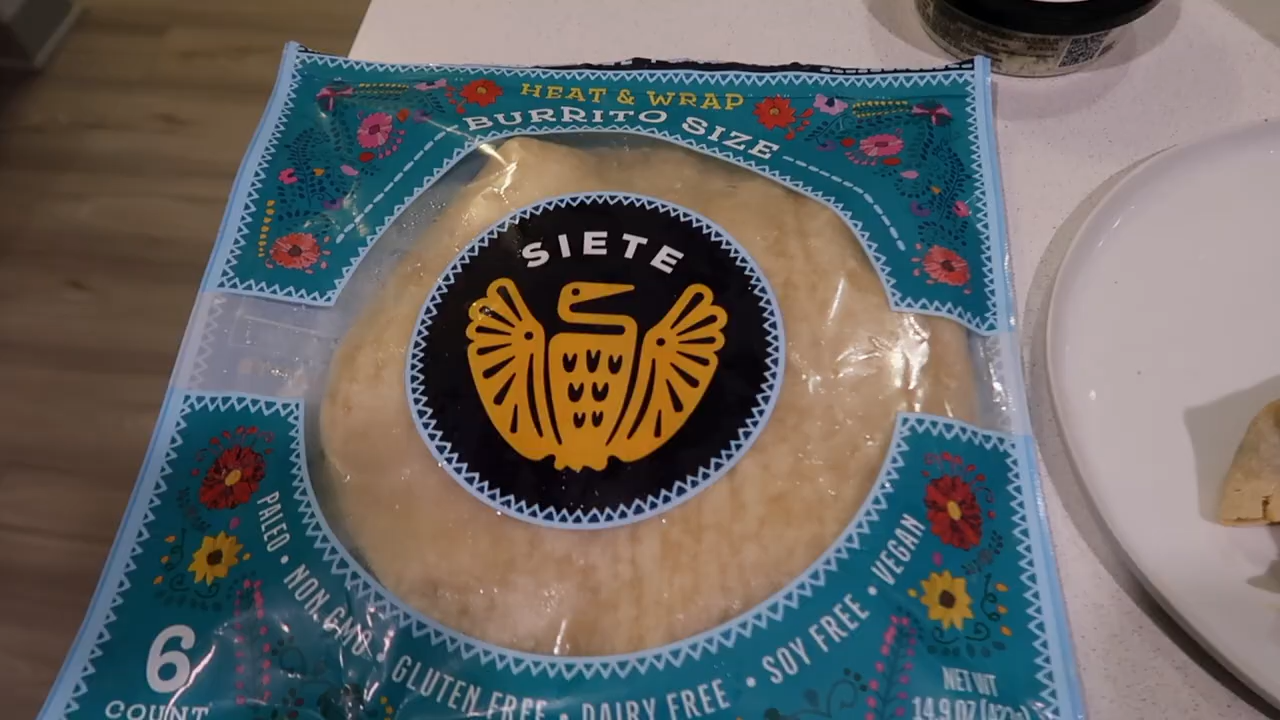 HEAT & WRAP
BURRITO SIZE
SIETE
PALEO • NON GMO • GLUTEN FREE • DAIRY FREE • SOY FREE • VEGAN
6
COUNT
NET WT
14.9 OZ